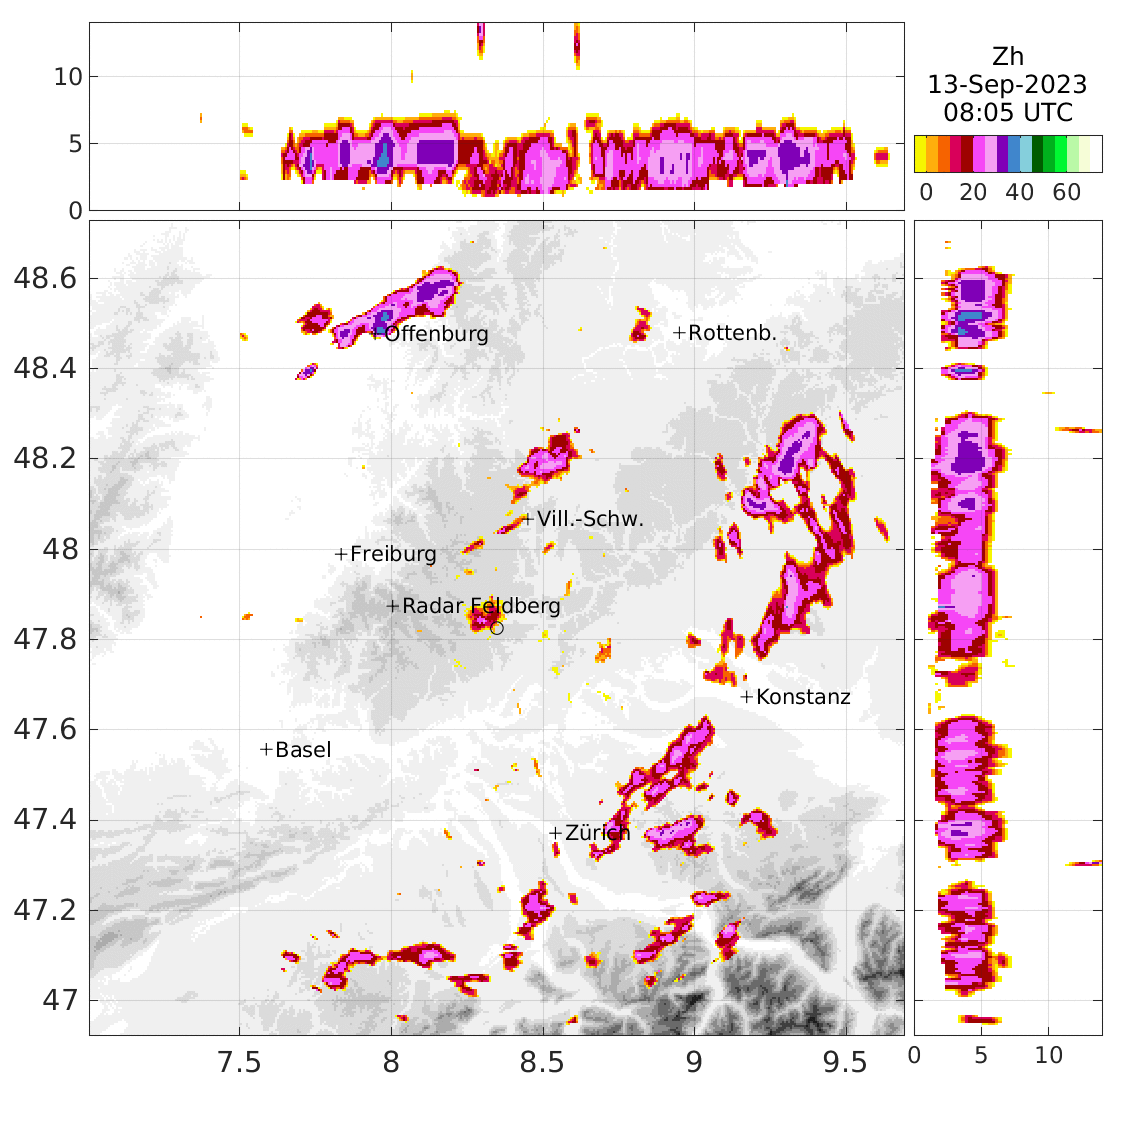 Zh
13-Sep-2023
08:05 UTC
0 20 40 60
10
5
0
48.6
48.4
48.2
48
47.8
47.6
47.4
47.2
47
Offenburg
Rottenb.
Vill.-Schw.
Freiburg
Radar Feldberg
Konstanz
Basel
Zürich
7.5 8 8.5 9 9.5
0 5 10